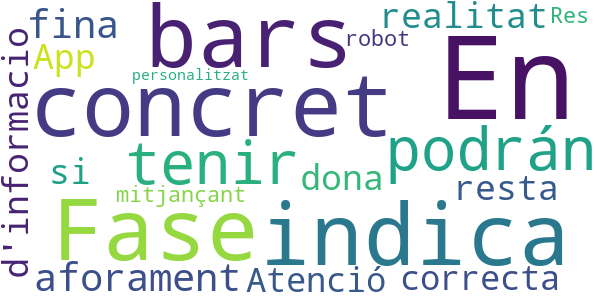 fina
bars
robot
realitat
Res
App
personalitzat
En
concret
podrán
d'informacio
si
tenir
dona
mitjançant
resta
Fase
indica
aforament
Atenció
correcta